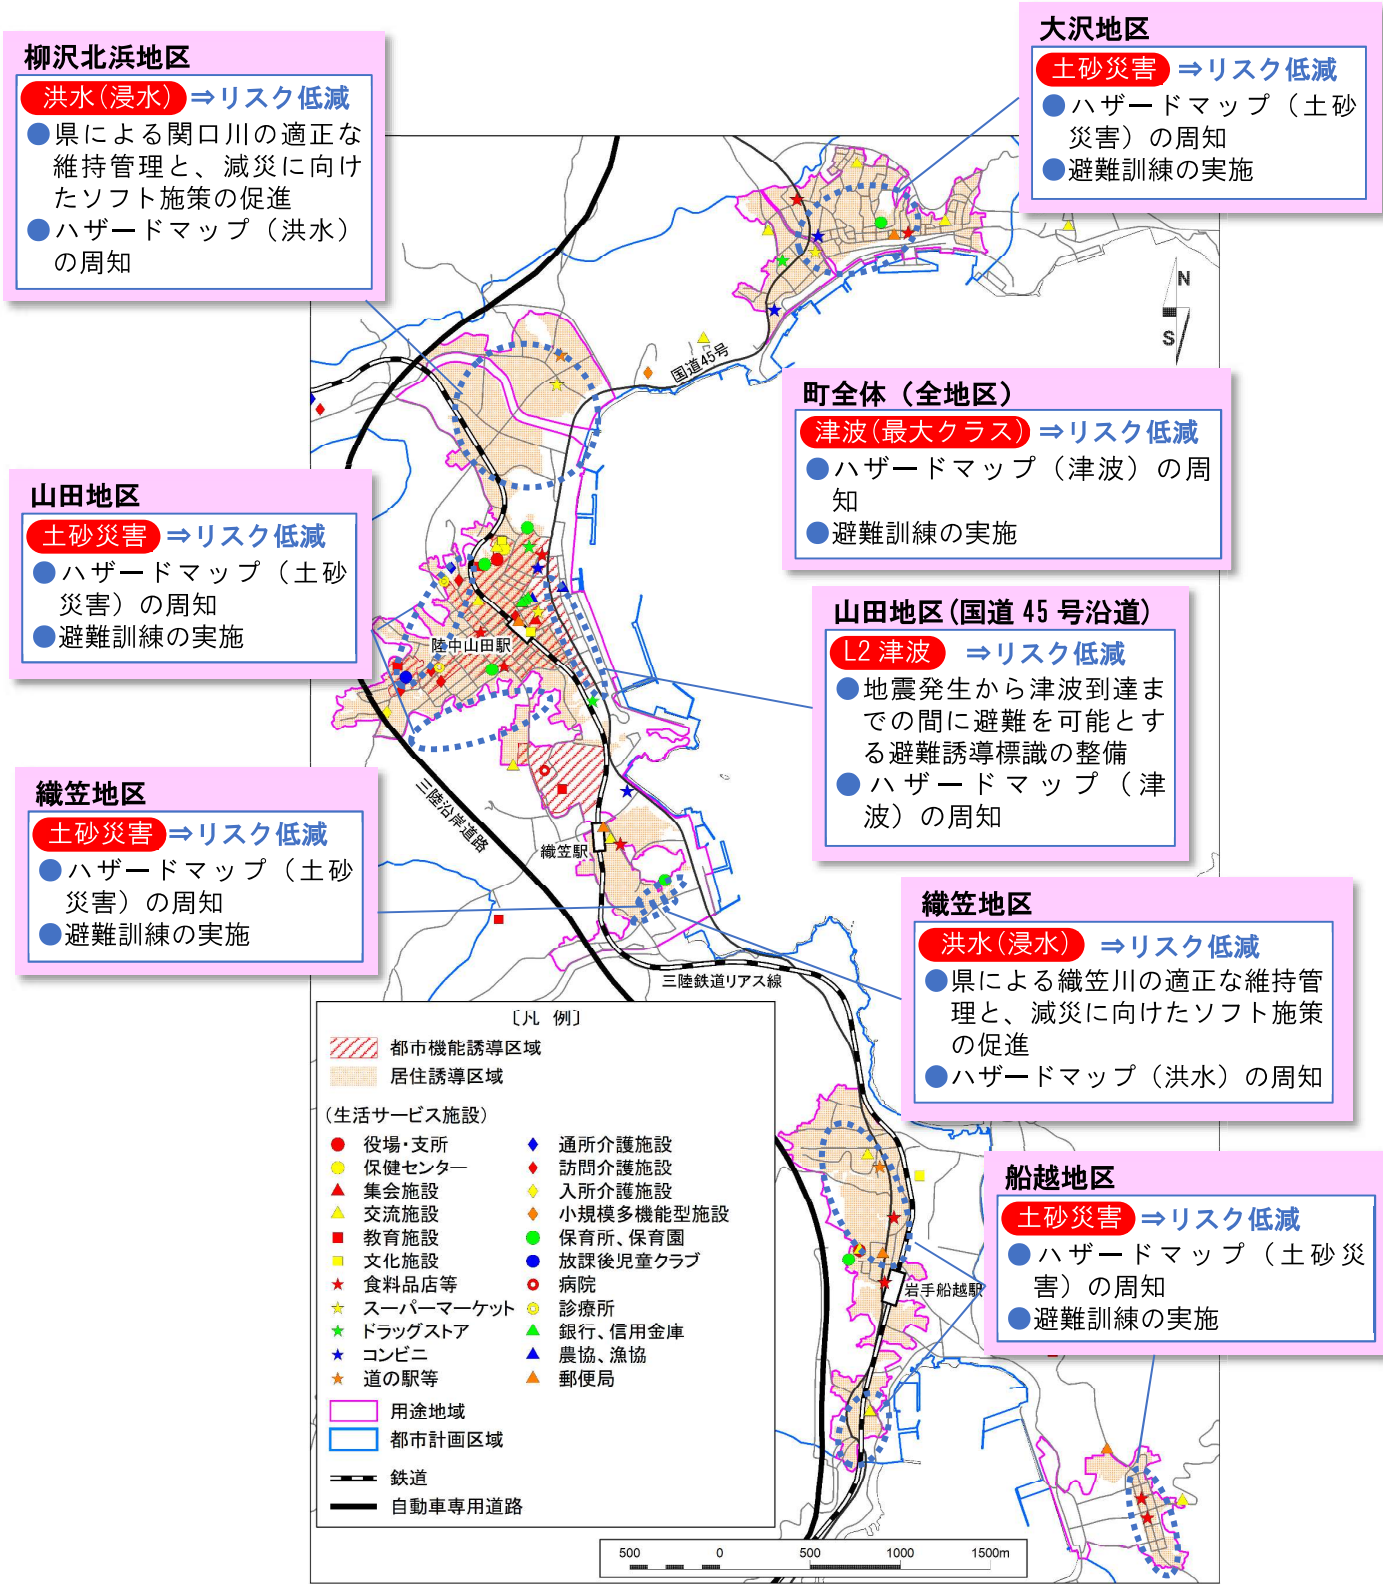 柳沢北浜地区
洪水(浸水) ⇒リスク低減
●県による関口川の適正な
維持管理と、減災に向け
たソフト施策の促進
●ハザードマップ（洪水）
の周知
大沢地区
土砂災害 ⇒リスク低減
●ハザードマップ（土砂
災害）の周知
●避難訓練の実施
N
S
国道45号
町全体（全地区）
津波(最大クラス) ⇒リスク低減
●ハザードマップ（津波）の周
知
●避難訓練の実施
山田地区
土砂災害 ⇒リスク低減
●ハザードマップ（土砂
災害）の周知
●避難訓練の実施
陸中山田駅
山田地区(国道 45 号沿道)
L2 津波 ⇒リスク低減
●地震発生から津波到達ま
での間に避難を可能とす
る避難誘導標識の整備
●ハザードマップ（津
波）の周知
織笠地区
土砂災害 ⇒リスク低減
●ハザードマップ（土砂
災害）の周知
●避難訓練の実施
三陸沿岸道路
織笠駅
織笠地区
洪水(浸水) ⇒リスク低減
●県による織笠川の適正な維持管
理と、減災に向けたソフト施策
の促進
●ハザードマップ（洪水）の周知
三陸鉄道リアス線
船越地区
土砂災害 ⇒リスク低減
●ハザードマップ（土砂災
害）の周知
●避難訓練の実施
岩手船越駅
〔凡 例〕
都市機能誘導区域
居住誘導区域
(生活サービス施設)
役場・支所
保健センター
集会施設
交流施設
教育施設
文化施設
食料品店等
スーパーマーケット
ドラッグストア
コンビニ
道の駅等
通所介護施設
訪問介護施設
入所介護施設
小規模多機能型施設
保育所、保育園
放課後児童クラブ
病院
診療所
銀行、信用金庫
農協、漁協
郵便局
用途地域
都市計画区域
鉄道
自動車専用道路
500 0 500 1000 1500m